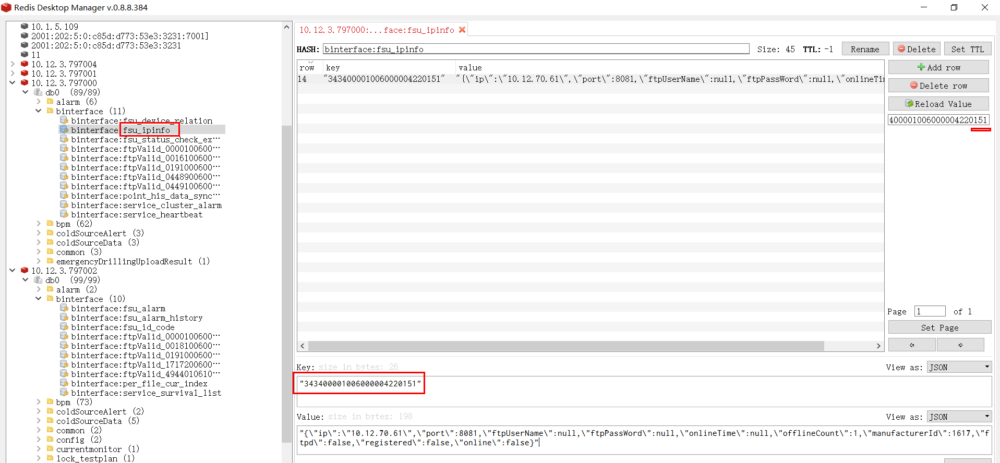 Redis Desktop Manager v.0.8.8.384
10.1.5.109
2001:202:5:0:c85d:d773:53e3:3231:7001]
2001:202:5:0:c85d:d773:53e3:3231
11
10.12.3.797004
10.12.3.797001
10.12.3.797000
db0 (89/89)
alarm (6)
binterface (11)
binterface:fsu_device_relation
binterface:fsu_ipinfo
binterface:fsu_status_check_ex…
binterface:ftpValid_0000100600…
binterface:ftpValid_0016100600…
binterface:ftpValid_0191000600…
binterface:ftpValid_0448900600…
binterface:ftpValid_0449100600…
binterface:point_his_data_sync…
binterface:service_cluster_alarm
binterface:service_heartbeat
bpm (62)
coldSourceAlert (3)
coldSourceData (3)
common (3)
emergencyDrillingUploadResult (1)
10.12.3.797002
db0 (99/99)
alarm (2)
binterface (10)
binterface:fsu_alarm
binterface:fsu_alarm_history
binterface:fsu_id_code
binterface:ftpValid_0000100600…
binterface:ftpValid_0018100600…
binterface:ftpValid_0191000600…
binterface:ftpValid_1717200600…
binterface:ftpValid_4944010610…
binterface:per_file_cur_index
binterface:service_survival_list
bpm (73)
coldSourceAlert (2)
coldSourceData (5)
common (2)
config (2)
currentmonitor (1)
lock_testplan (1)
10.12.3.797000:...face:fsu_ipinfo
HASH: binterface:fsu_ipinfo Size: 45 TTL: -1 Rename Delete Set TTL
row key value
14 "343400001006000004220151" "{\"ip\":\"10.12.70.61\",\"port\":8081,\"ftpUserName\":null,\"ftpPassWord\":null,\"onlineTi
Add row
Delete row
Reload Value
400001006000004220151
Page 1 of 1
Set Page
Key: size in bytes: 26 View as: JSON
"343400001006000004220151"
Value: size in bytes: 198 View as: JSON
"{\"ip\":\"10.12.70.61\",\"port\":8081,\"ftpUserName\":null,\"ftpPassWord\":null,\"onlineTime\":null,\"offlineCount\":1,\"manufacturerId\":1617,\"f
tpd\":false,\"registered\":false,\"online\":false}"